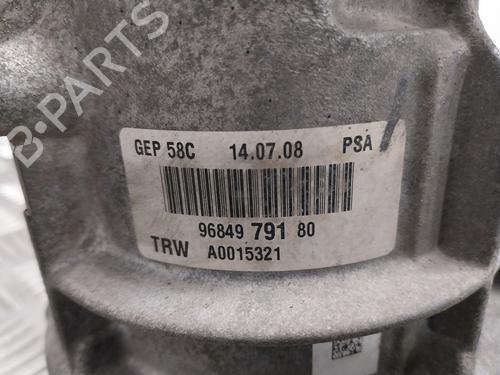 B-PARTS
GEP 58C 14.07.08 PSA
96849 791 80
TRW A0015321